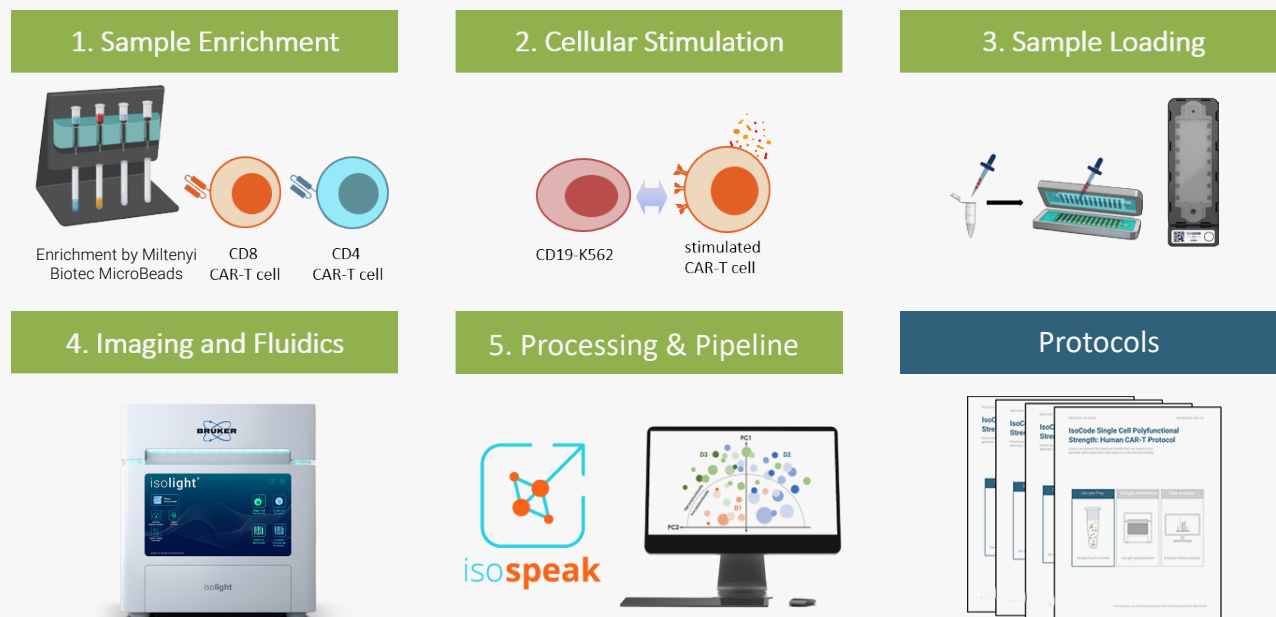 1. Sample Enrichment
2. Cellular Stimulation
3. Sample Loading
Enrichment by Miltenyi
Biotec MicroBeads
CD8
CAR-T cell
CD4
CAR-T cell
CD19-K562
stimulated
CAR-T cell
4. Imaging and Fluidics
5. Processing & Pipeline
Protocols
BRUKER
isolight
isolight
isospeak
PC1
D3
D2
D1
PC2
IsoCode Single Cell Polyfunctional
Strength: Human CAR-T Protocol
Sample Prep